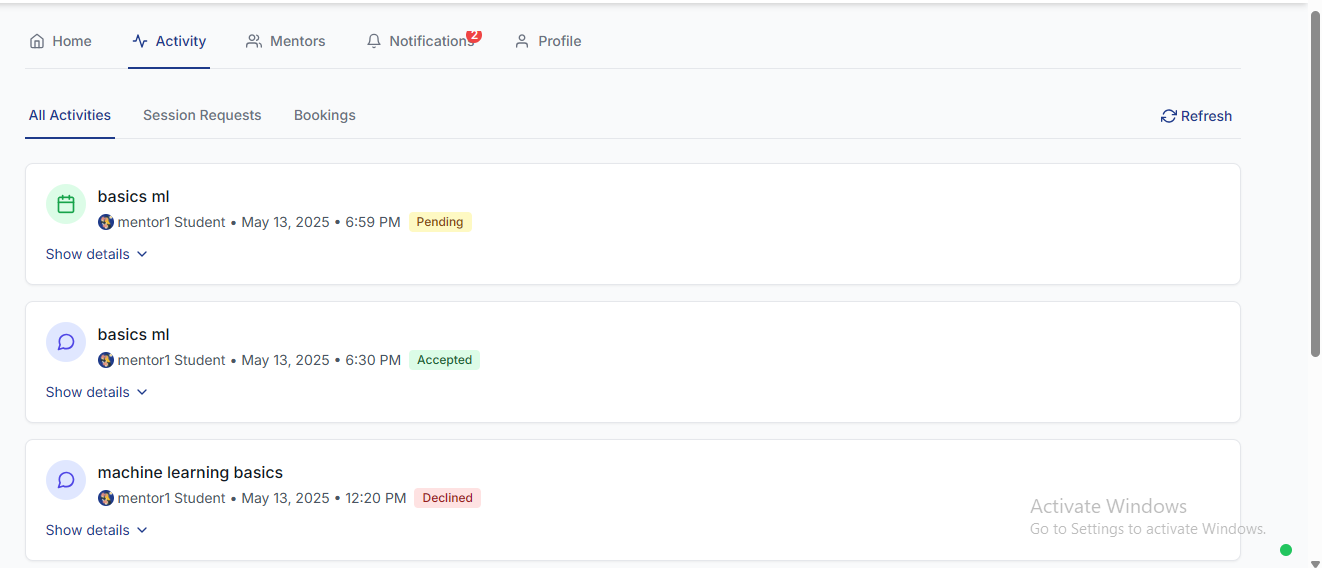 Home Activity Mentors Notifications 2 Profile
All Activities Session Requests Bookings Refresh
basics ml
mentor1 Student • May 13, 2025 • 6:59 PM Pending
Show details
basics ml
mentor1 Student • May 13, 2025 • 6:30 PM Accepted
Show details
machine learning basics
mentor1 Student • May 13, 2025 • 12:20 PM Declined
Show details
Activate Windows
Go to Settings to activate Windows.